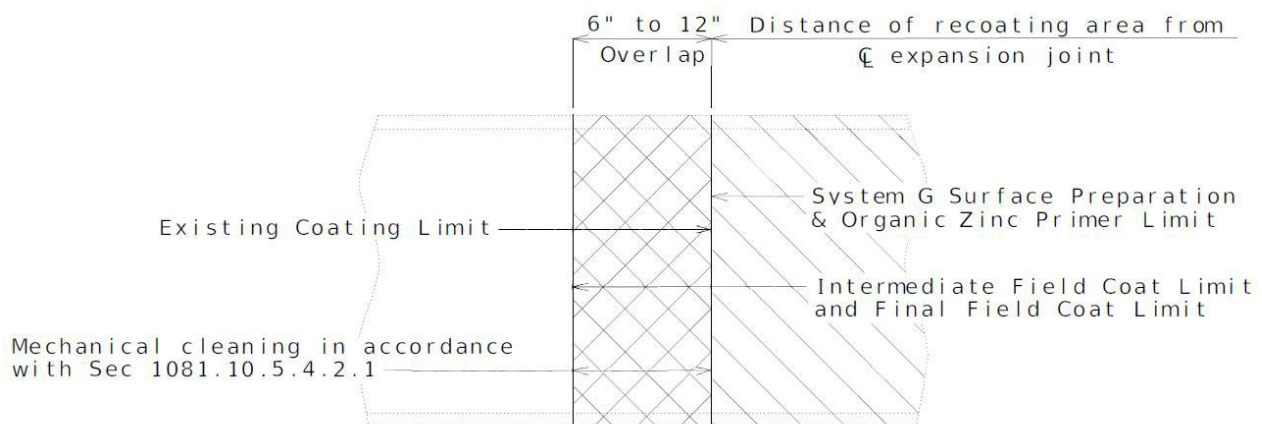 6" to 12"
Overlap
Distance of recoating area from
℄ expansion joint
System G Surface Preparation
& Organic Zinc Primer Limit
Existing Coating Limit
Intermediate Field Coat Limit
and Final Field Coat Limit
Mechanical cleaning in accordance
with Sec 1081.10.5.4.2.1